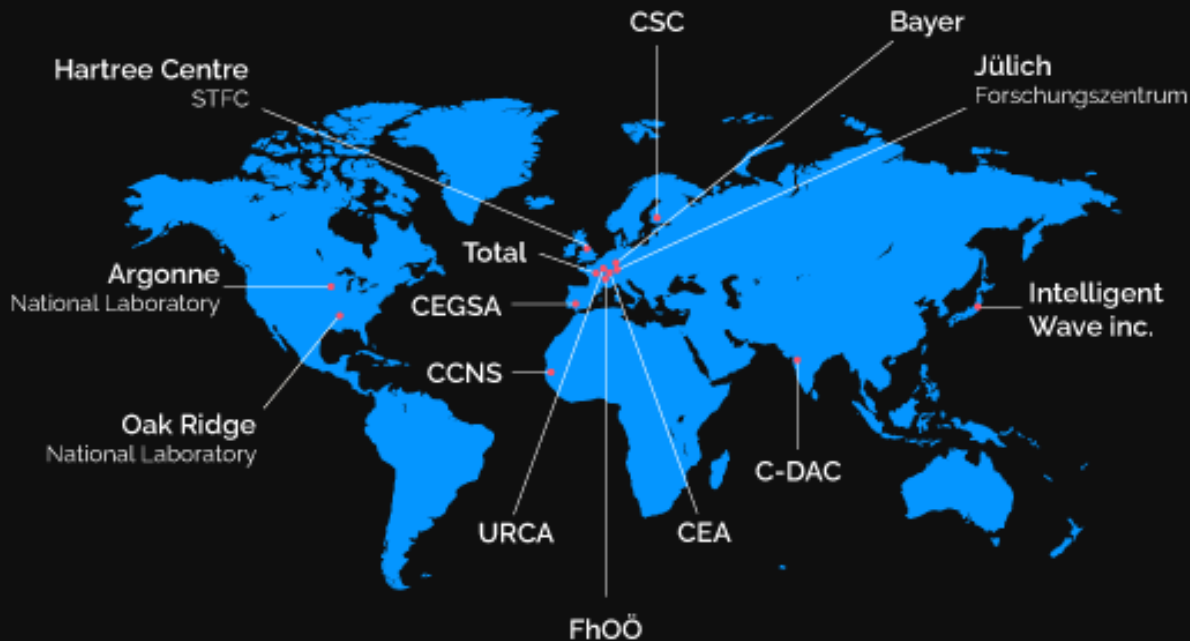 CSC
Bayer
Hartree Centre
STFC
Jülich
Forschungszentrum
Total
Argonne
National Laboratory
CEGSA
Intelligent
Wave inc.
CCNS
Oak Ridge
National Laboratory
C-DAC
URCA
CEA
FhOÖ